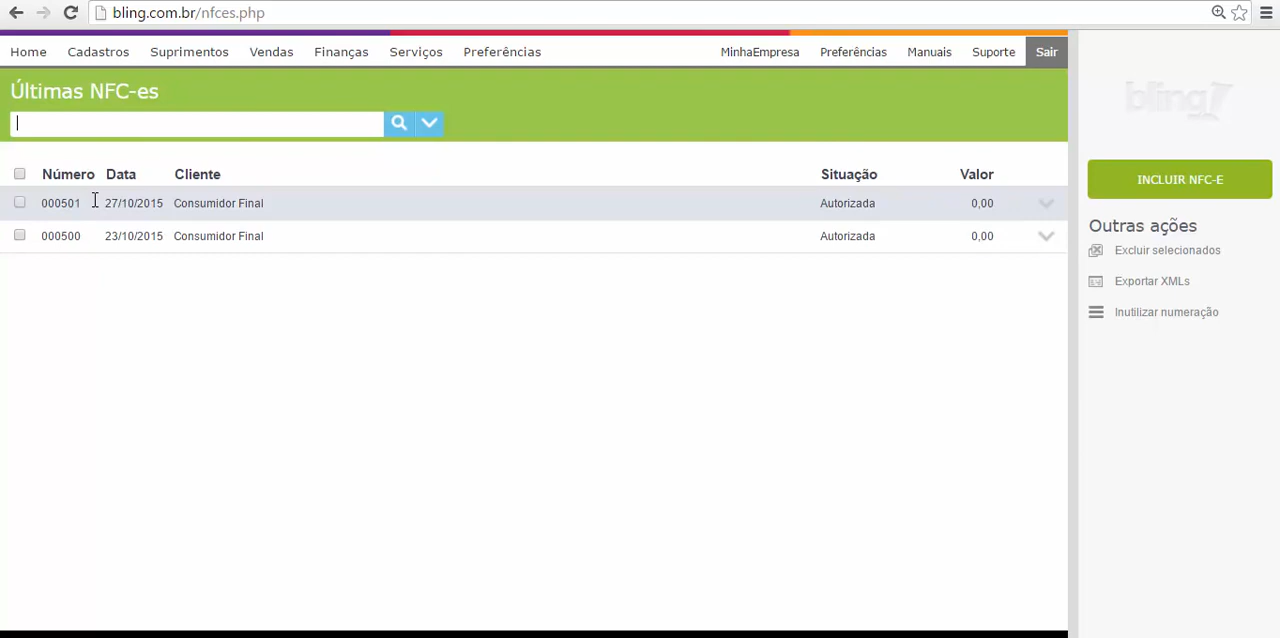 bling.com.br/nfces.php
Home Cadastros Suprimentos Vendas Finanças Serviços Preferências MinhaEmpresa Preferências Manuais Suporte Sair
Últimas NFC-es
bling
INCLUIR NFC-E
Número Data Cliente Situação Valor
000501 27/10/2015 Consumidor Final Autorizada 0,00
000500 23/10/2015 Consumidor Final Autorizada 0,00
Outras ações
Excluir selecionados
Exportar XMLs
Inutilizar numeração